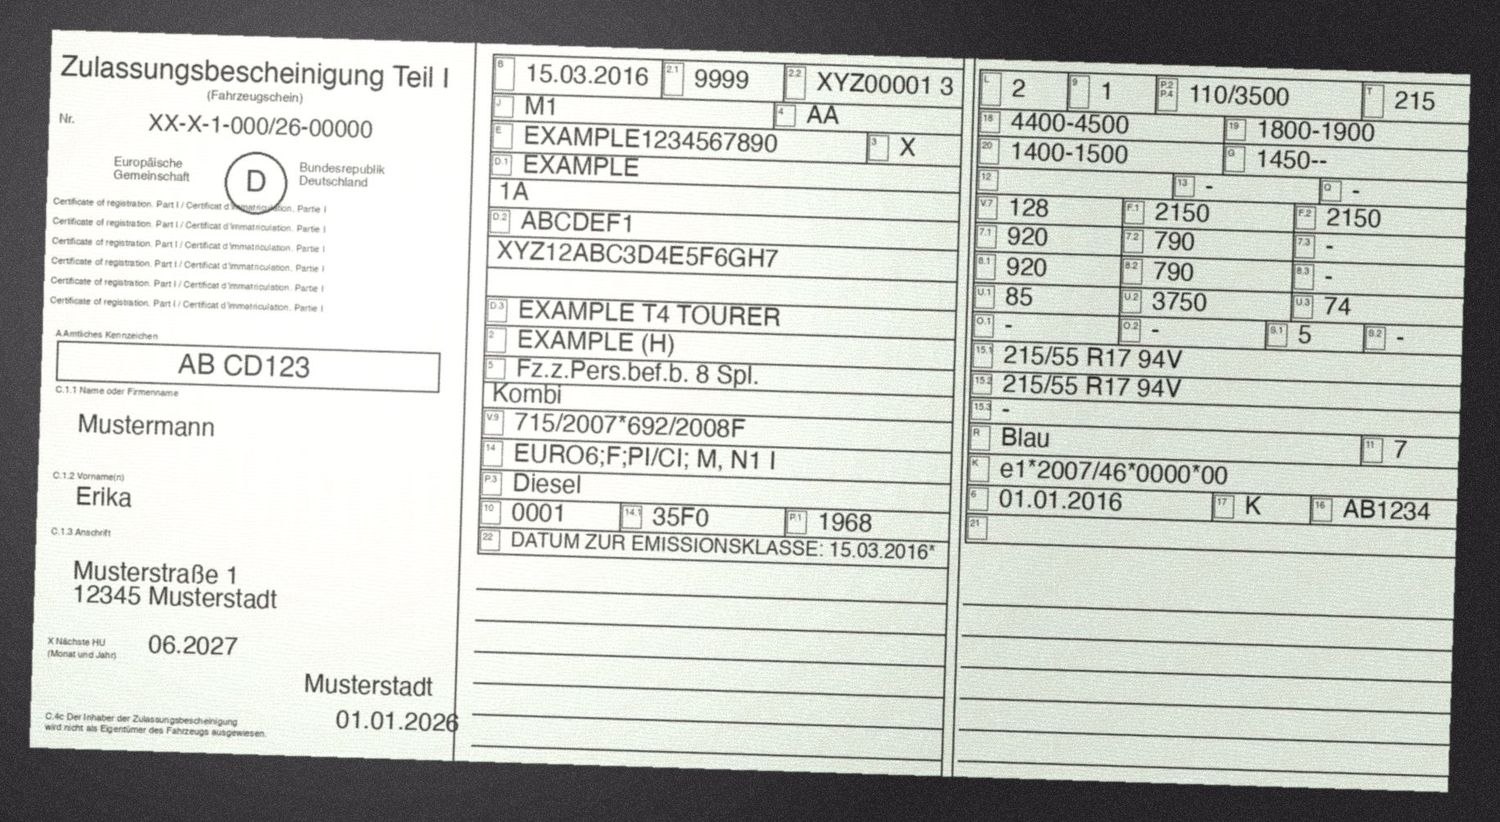 Zulassungsbescheinigung Teil I
(Fahrzeugschein)
Nr. XX-X-1-000/26-00000
Europäische Gemeinschaft
D
Bundesrepublik Deutschland
Certificate of registration. Part I / Certificat d'immatriculation. Partie I
Certificate of registration. Part I / Certificat d'immatriculation. Partie I
Certificate of registration. Part I / Certificat d'immatriculation. Partie I
Certificate of registration. Part I / Certificat d'immatriculation. Partie I
Certificate of registration. Part I / Certificat d'immatriculation. Partie I
Certificate of registration. Part I / Certificat d'immatriculation. Partie I
A Amtliches Kennzeichen
AB CD123
C.1.1 Name oder Firmenname
Mustermann
C.1.2 Vorname(n)
Erika
C.1.3 Anschrift
Musterstraße 1
12345 Musterstadt
X Nächste HU
(Monat und Jahr)
06.2027
Musterstadt
01.01.2026
C.4c Der Inhaber der Zulassungsbescheinigung
wird nicht als Eigentümer des Fahrzeugs ausgewiesen.
B 15.03.2016 2.1 9999 2.2 XYZ00001 3
J M1 4 AA
E EXAMPLE1234567890 3 X
D.1 EXAMPLE
1A
D.2 ABCDEF1
XYZ12ABC3D4E5F6GH7
D.3 EXAMPLE T4 TOURER
2 EXAMPLE (H)
5 Fz.z.Pers.bef.b. 8 Spl.
Kombi
V.9 715/2007*692/2008F
14 EURO6;F;PI/CI; M, N1 I
P.3 Diesel
10 0001 14.1 35F0 P.1 1968
22 DATUM ZUR EMISSIONSKLASSE: 15.03.2016*
L 2 9 1 P.2 P.4 110/3500 T 215
18 4400-4500 19 1800-1900
20 1400-1500 G 1450--
12 13 - Q -
V.7 128 F.1 2150 F.2 2150
7.1 920 7.2 790 7.3 -
8.1 920 8.2 790 8.3 -
U.1 85 U.2 3750 U.3 74
O.1 - O.2 - S.1 5 S.2 -
15.1 215/55 R17 94V
15.2 215/55 R17 94V
15.3 -
R Blau 11 7
K e1*2007/46*0000*00
6 01.01.2016 17 K 16 AB1234
21